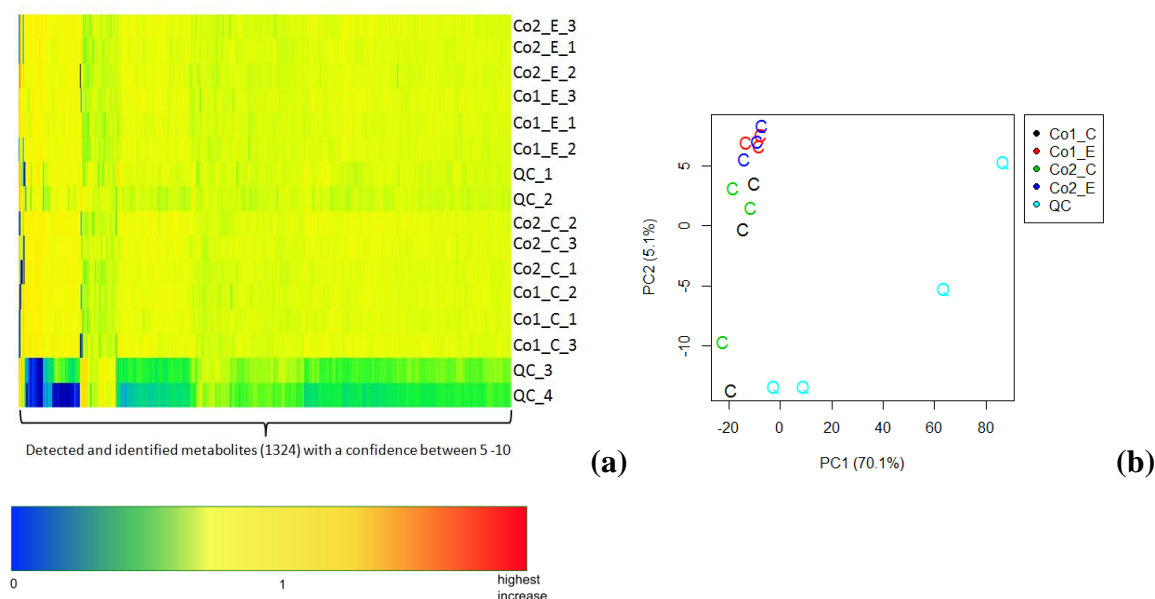 Co2_E_3
Co2_E_1
Co2_E_2
Co1_E_3
Co1_E_1
Co1_E_2
QC_1
QC_2
Co2_C_2
Co2_C_3
Co2_C_1
Co1_C_2
Co1_C_1
Co1_C_3
QC_3
QC_4
Detected and identified metabolites (1324) with a confidence between 5 -10
(a)
0
1
highest
increase
PC2 (5.1%)
5
0
-5
-10
C
C
C
C
C
C
C
C
C
C
C
C
Q
Q
Q
Q
-20
0
20
40
60
80
PC1 (70.1%)
Co1_C
Co1_E
Co2_C
Co2_E
QC
(b)